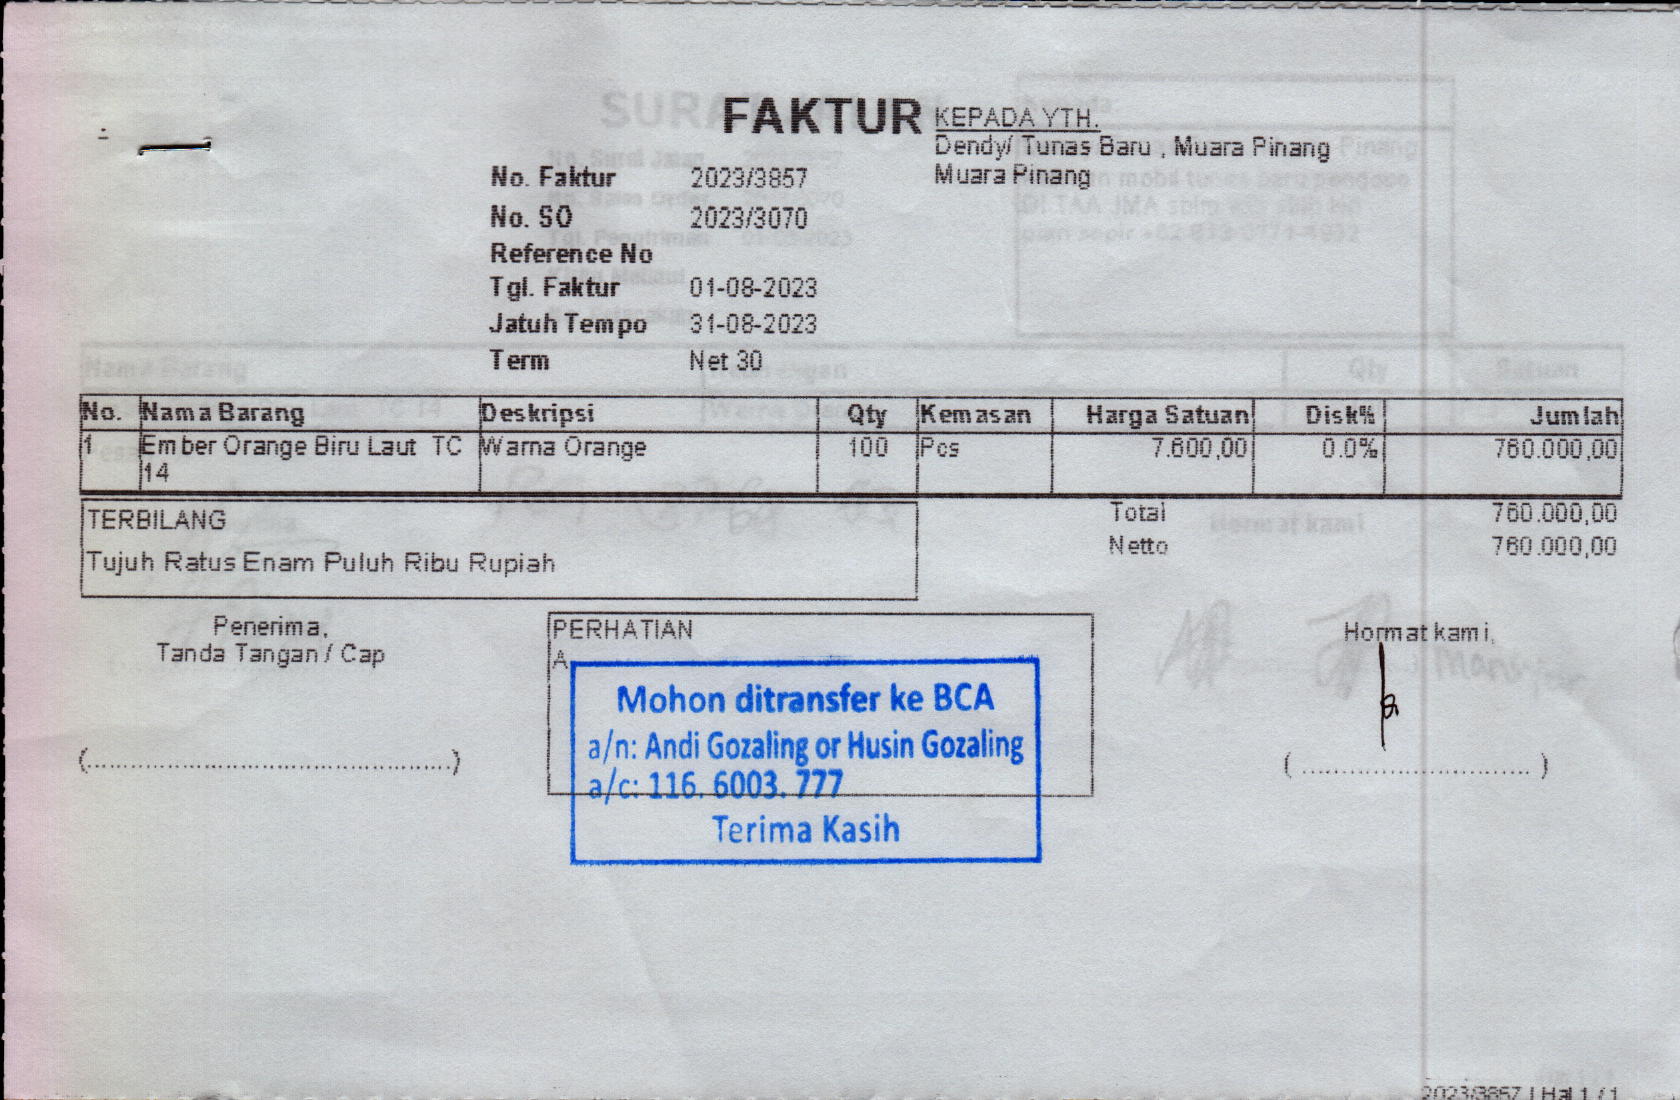 FAKTUR
KEPADA YTH.
Dendy/ Tunas Baru , Muara Pinang
Muara Pinang
No. Faktur 2023/3857
No. SO 2023/3070
Reference No
Tgl. Faktur 01-08-2023
Jatuh Tempo 31-08-2023
Term Net 30
No. Nama Barang Deskripsi Qty Kemasan Harga Satuan Disk% Jumlah
1 Ember Orange Biru Laut TC Warna Orange 100 Pcs 7.600,00 0.0% 760.000,00
14
TERBILANG
Tujuh Ratus Enam Puluh Ribu Rupiah
Total 760.000,00
Netto 760.000,00
Penerima,
Tanda Tangan / Cap
(.............................................)
PERHATIAN
A
Mohon ditransfer ke BCA
a/n: Andi Gozaling or Husin Gozaling
a/c: 116. 6003. 777
Terima Kasih
Hormat kami,
( ............................. )
2023/3857 | Hal 1 / 1